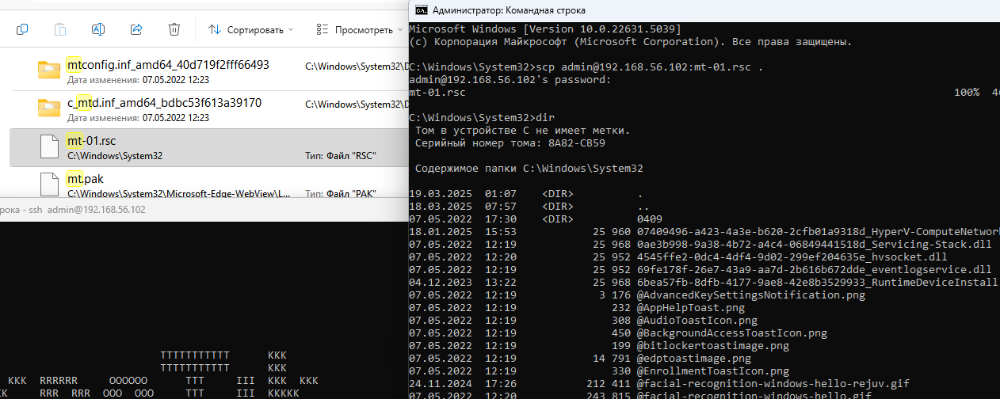 Сортировать
Просмотреть
mtconfig.inf_amd64_40d719f2fff66493
C:\Windows\System32\D
Дата изменения: 07.05.2022 12:23
c_mtd.inf_amd64_bdbc53f613a39170
C:\Windows\System32\D
Дата изменения: 07.05.2022 12:23
mt-01.rsc
C:\Windows\System32
Тип: Файл "RSC"
mt.pak
C:\Windows\System32\Microsoft-Edge-WebView\L...
Тип: Файл "PAK"
рока - ssh admin@192.168.56.102
TTTTTTTTTTT KKK
TTTTTTTTTTT KKK
KKK RRRRRR OOOOOO TTT III KKK KKK
KK RRR RRR OOO OOO TTT III KKKKK
Администратор: Командная строка
Microsoft Windows [Version 10.0.22631.5039]
(c) Корпорация Майкрософт (Microsoft Corporation). Все права защищены.
C:\Windows\System32>scp admin@192.168.56.102:mt-01.rsc .
admin@192.168.56.102's password:
mt-01.rsc 100%
C:\Windows\System32>dir
Том в устройстве C не имеет метки.
Серийный номер тома: 8A82-CB59
Содержимое папки C:\Windows\System32
19.03.2025 01:07 <DIR> .
18.03.2025 07:57 <DIR> ..
07.05.2022 17:30 <DIR> 0409
18.01.2025 15:53 25 960 07409496-a423-4a3e-b620-2cfb01a9318d_HyperV-ComputeNetwor
07.05.2022 12:19 25 968 0ae3b998-9a38-4b72-a4c4-06849441518d_Servicing-Stack.dll
07.05.2022 12:20 25 952 4545ffe2-0dc4-4df4-9d02-299ef204635e_hvsocket.dll
07.05.2022 12:19 25 952 69fe178f-26e7-43a9-aa7d-2b616b672dde_eventlogservice.dll
04.12.2023 13:22 25 968 6bea57fb-8dfb-4177-9ae8-42e8b3529933_RuntimeDeviceInstall
07.05.2022 12:19 3 176 @AdvancedKeySettingsNotification.png
07.05.2022 12:19 232 @AppHelpToast.png
07.05.2022 12:19 308 @AudioToastIcon.png
07.05.2022 12:19 450 @BackgroundAccessToastIcon.png
07.05.2022 12:19 199 @bitlockertoastimage.png
07.05.2022 12:19 14 791 @edptoastimage.png
07.05.2022 12:19 330 @EnrollmentToastIcon.png
24.11.2024 17:26 212 411 @facial-recognition-windows-hello-rejuv.gif
07.05.2022 12:20 243 815 @facial-recognition-windows-hello.gif